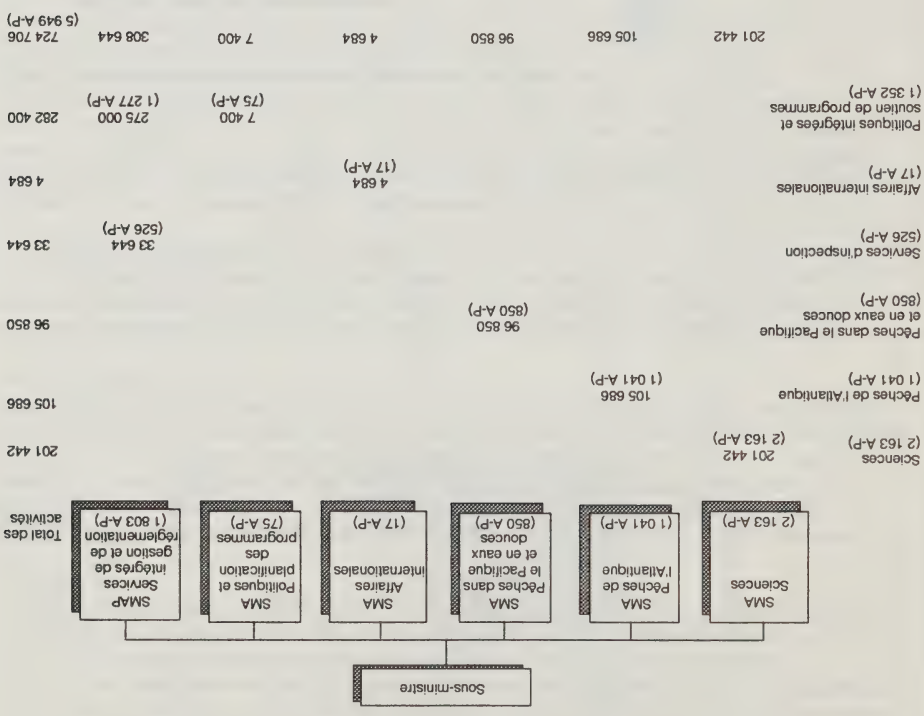 Sous-ministre
SMA
Sciences
(2 163 A-P)
SMA
Pêches de
l'Atlantique
(1 041 A-P)
SMA
Pêches dans
le Pacifique
et en eaux
douces
(850 A-P)
SMA
Affaires
internationales
(17 A-P)
SMA
Politiques et
planification
des
programmes
(75 A-P)
SMAP
Services
intégrés de
gestion et de
réglementation
(1 803 A-P)
Total des
activités
Sciences 201 442 201 442
(2 163 A-P) (2 163 A-P)
Pêches de l'Atlantique 105 686 105 686
(1 041 A-P) (1 041 A-P)
Pêches dans le Pacifique 96 850 96 850
et en eaux douces (850 A-P)
(850 A-P)
Services d'inspection 33 644 33 644
(526 A-P) (526 A-P)
Affaires internationales 4 684 4 684
(17 A-P) (17 A-P)
Politiques intégrées et 7 400 275 000 282 400
soutien de programmes (75 A-P) (1 277 A-P)
(1 352 A-P)
201 442 105 686 96 850 4 684 7 400 308 644 724 706
(5 949 A-P)